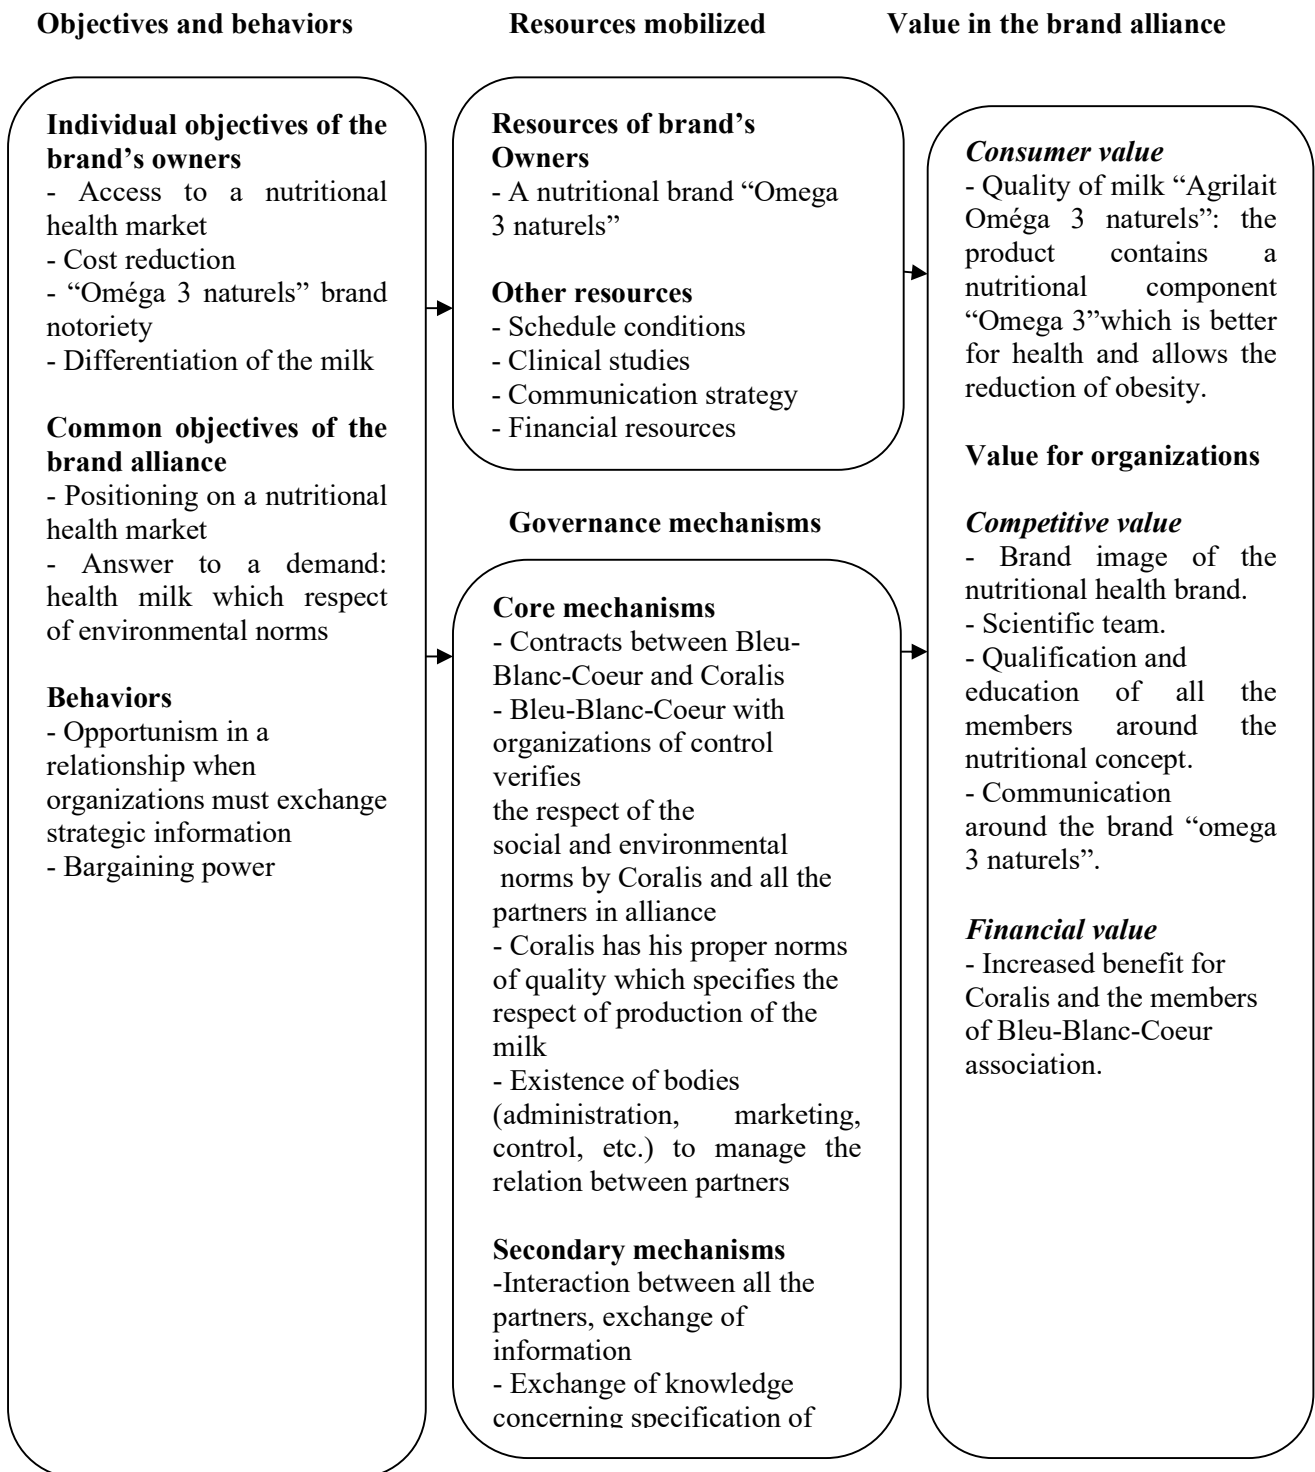 Objectives and behaviors
Individual objectives of the
brand’s owners
- Access to a nutritional
health market
- Cost reduction
- “Oméga 3 naturels” brand
notoriety
- Differentiation of the milk
Common objectives of the
brand alliance
- Positioning on a nutritional
health market
- Answer to a demand:
health milk which respect
of environmental norms
Behaviors
- Opportunism in a
relationship when
organizations must exchange
strategic information
- Bargaining power
Resources mobilized
Resources of brand’s
Owners
- A nutritional brand “Omega
3 naturels”
Other resources
- Schedule conditions
- Clinical studies
- Communication strategy
- Financial resources
Governance mechanisms
Core mechanisms
- Contracts between Bleu-
Blanc-Coeur and Coralis
- Bleu-Blanc-Coeur with
organizations of control
verifies
the respect of the
social and environmental
norms by Coralis and all the
partners in alliance
- Coralis has his proper norms
of quality which specifies the
respect of production of the
milk
- Existence of bodies
(administration, marketing,
control, etc.) to manage the
relation between partners
Secondary mechanisms
-Interaction between all the
partners, exchange of
information
- Exchange of knowledge
concerning specification of
Value in the brand alliance
Consumer value
- Quality of milk “Agrilait
Oméga 3 naturels”: the
product contains a
nutritional component
“Omega 3”which is better
for health and allows the
reduction of obesity.
Value for organizations
Competitive value
- Brand image of the
nutritional health brand.
- Scientific team.
- Qualification and
education of all the
members around the
nutritional concept.
- Communication
around the brand “omega
3 naturels”.
Financial value
- Increased benefit for
Coralis and the members
of Bleu-Blanc-Coeur
association.